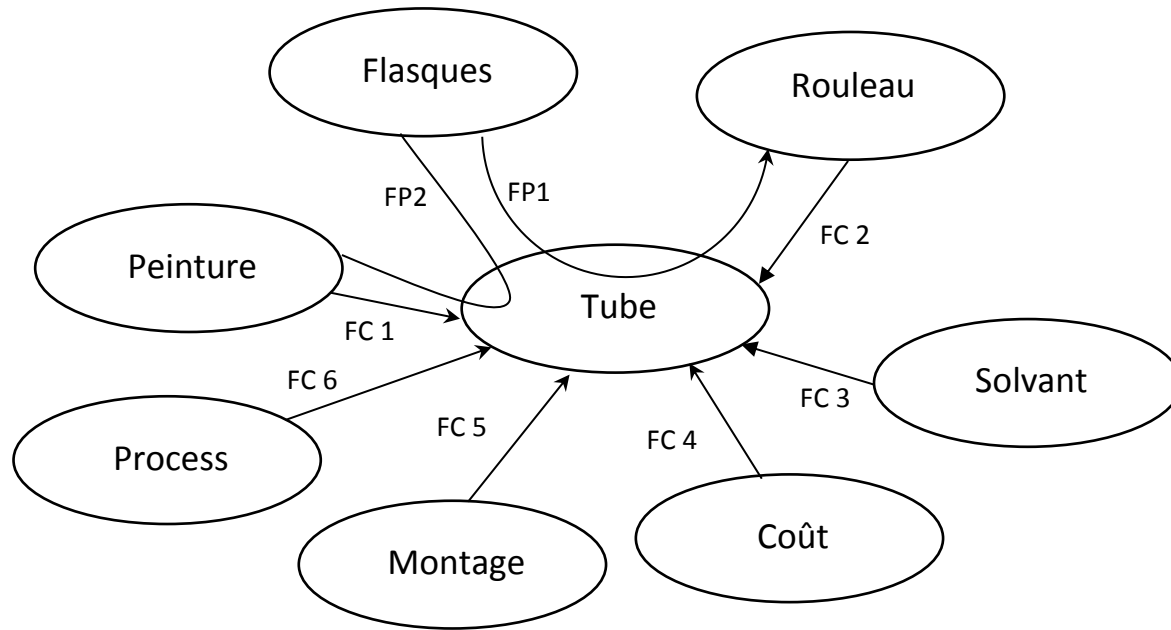 Flasques
Rouleau
FP2
FP1
FC 2
Peinture
Tube
FC 1
FC 6
Solvant
FC 3
FC 5
FC 4
Process
Montage
Coût